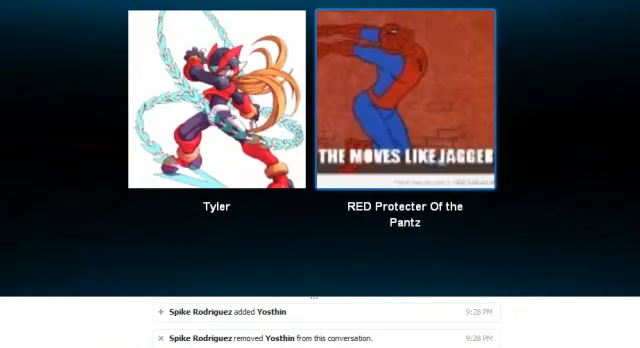 THE MOVES LIKE JAGGER
Tyler
RED Protecter Of the
Pantz
Spike Rodriguez added Yosthin
9:28 PM
Spike Rodriguez removed Yosthin from this conversation.
9:28 PM